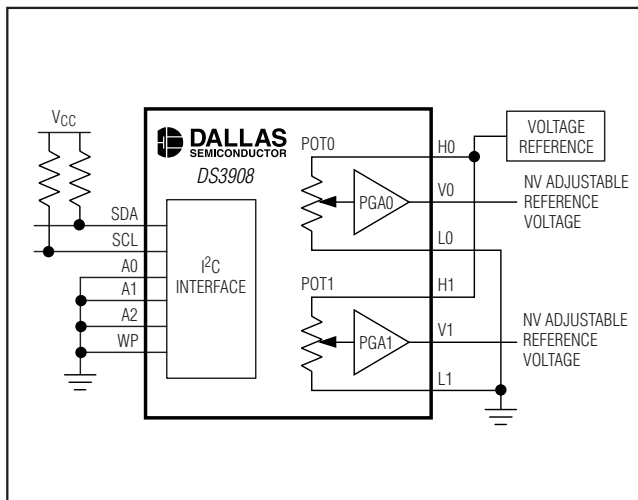 VCC
SDA
SCL
A0
A1
A2
WP
DALLAS
SEMICONDUCTOR
DS3908
I2C
INTERFACE
POT0
PGA0
POT1
PGA1
H0
V0
L0
H1
V1
L1
VOLTAGE
REFERENCE
NV ADJUSTABLE
REFERENCE
VOLTAGE
NV ADJUSTABLE
REFERENCE
VOLTAGE